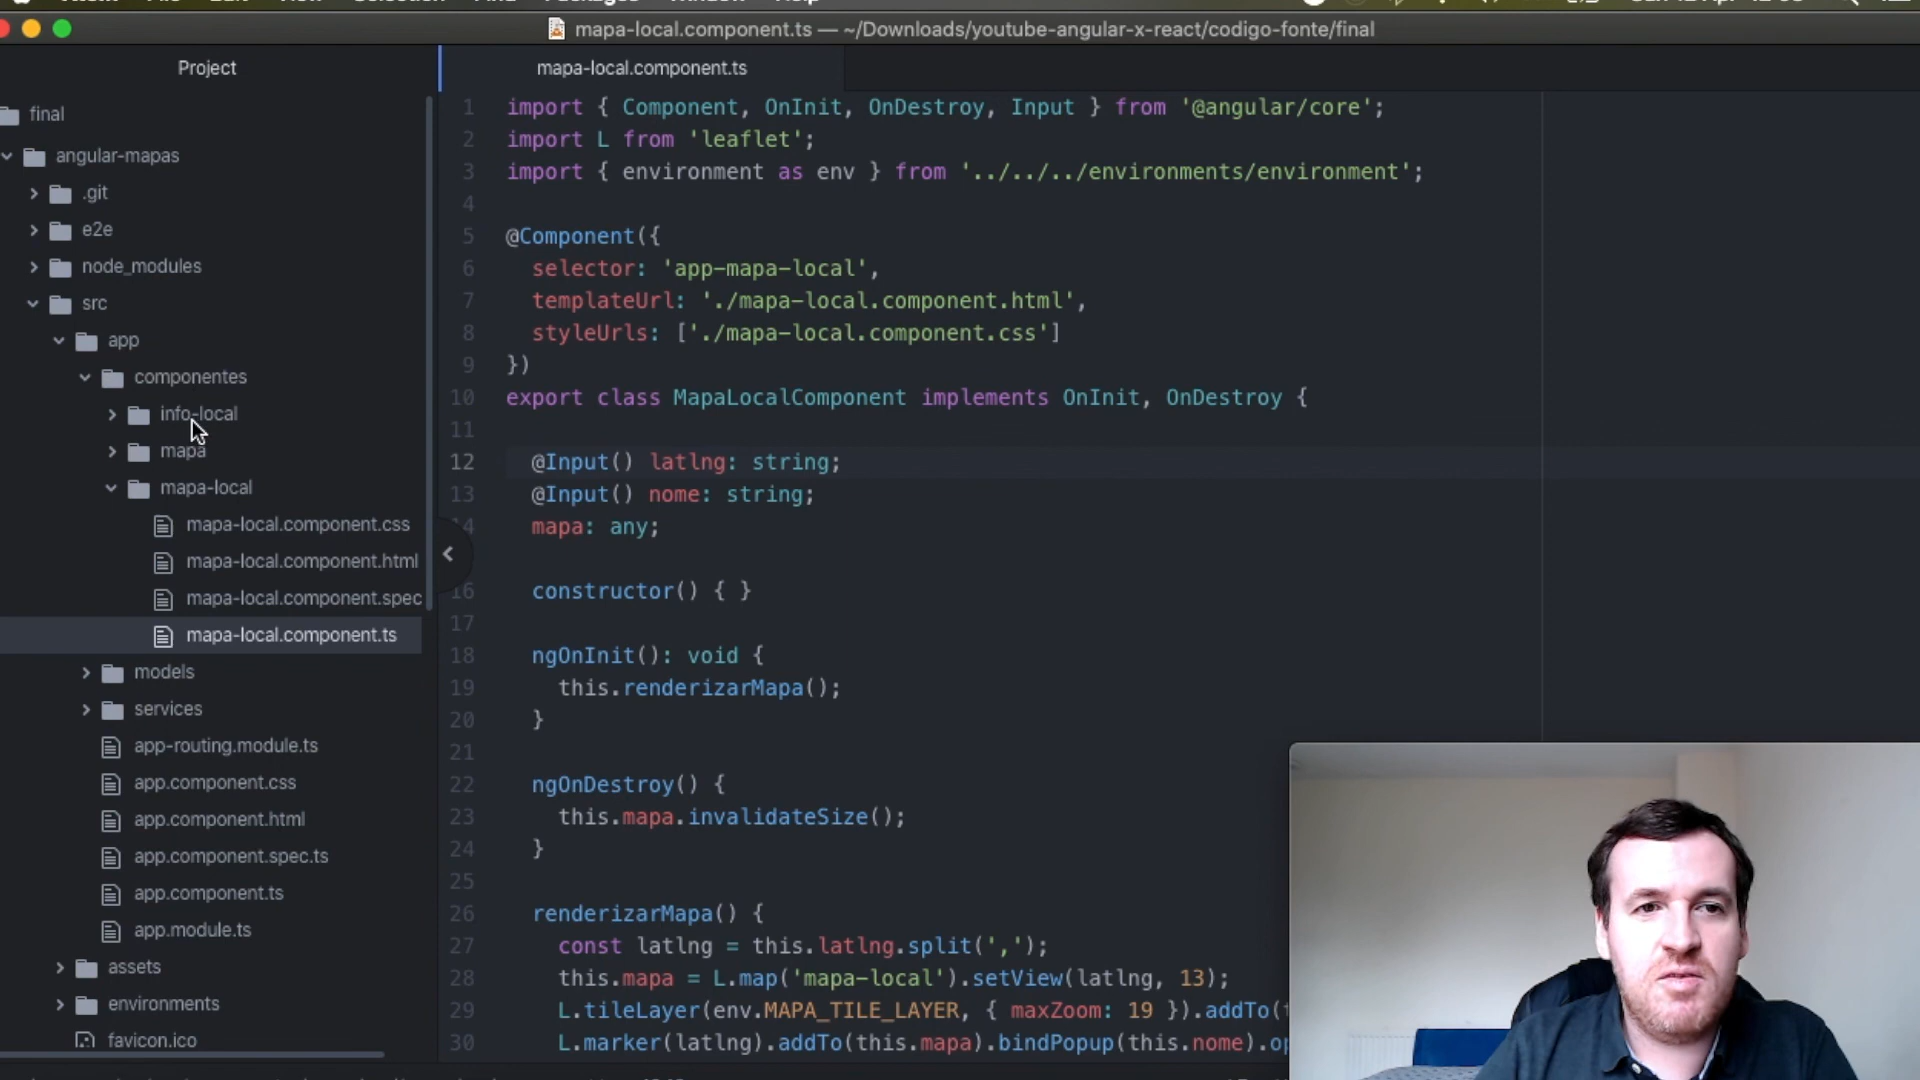 mapa-local.component.ts — ~/Downloads/youtube-angular-x-react/codigo-fonte/final
Project
final
angular-mapas
.git
e2e
node_modules
src
app
componentes
info-local
mapa
mapa-local
mapa-local.component.css
mapa-local.component.html
mapa-local.component.spec
mapa-local.component.ts
models
services
app-routing.module.ts
app.component.css
app.component.html
app.component.spec.ts
app.component.ts
app.module.ts
assets
environments
favicon.ico
mapa-local.component.ts
1 import { Component, OnInit, OnDestroy, Input } from '@angular/core';
2 import L from 'leaflet';
3 import { environment as env } from '../../../environments/environment';
4
5 @Component({
6 selector: 'app-mapa-local',
7 templateUrl: './mapa-local.component.html',
8 styleUrls: ['./mapa-local.component.css']
9 })
10 export class MapaLocalComponent implements OnInit, OnDestroy {
11
12 @Input() latlng: string;
13 @Input() nome: string;
14 mapa: any;
16 constructor() { }
17
18 ngOnInit(): void {
19 this.renderizarMapa();
20 }
21
22 ngOnDestroy() {
23 this.mapa.invalidateSize();
24 }
25
26 renderizarMapa() {
27 const latlng = this.latlng.split(',');
28 this.mapa = L.map('mapa-local').setView(latlng, 13);
29 L.tileLayer(env.MAPA_TILE_LAYER, { maxZoom: 19 }).addTo(
30 L.marker(latlng).addTo(this.mapa).bindPopup(this.nome).o